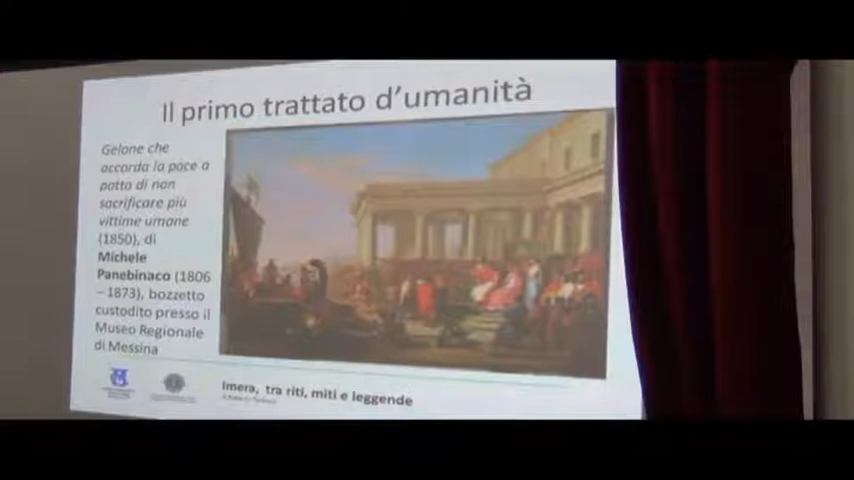 Il primo trattato d'umanità
Gelone che
accorda la pace a
patto di non
sacrificare più
vittime umane
(1850), di
Michele
Panebinaco (1806
– 1873), bozzetto
custodito presso il
Museo Regionale
di Messina
Imera, tra riti, miti e leggende